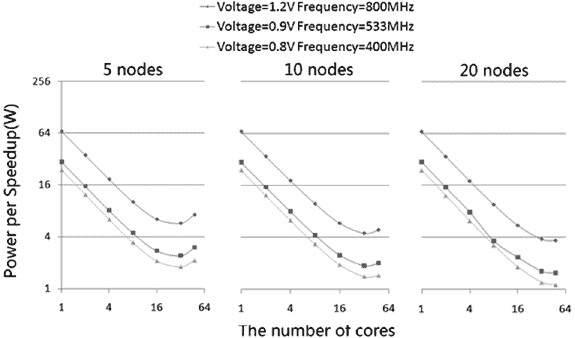 Voltage=1.2V Frequency=800MHz
Voltage=0.9V Frequency=533MHz
Voltage=0.8V Frequency=400MHz
5 nodes 10 nodes 20 nodes
Power per Speedup(W)
256
64
16
4
1
1 4 16 64 1 4 16 64 1 4 16 64
The number of cores